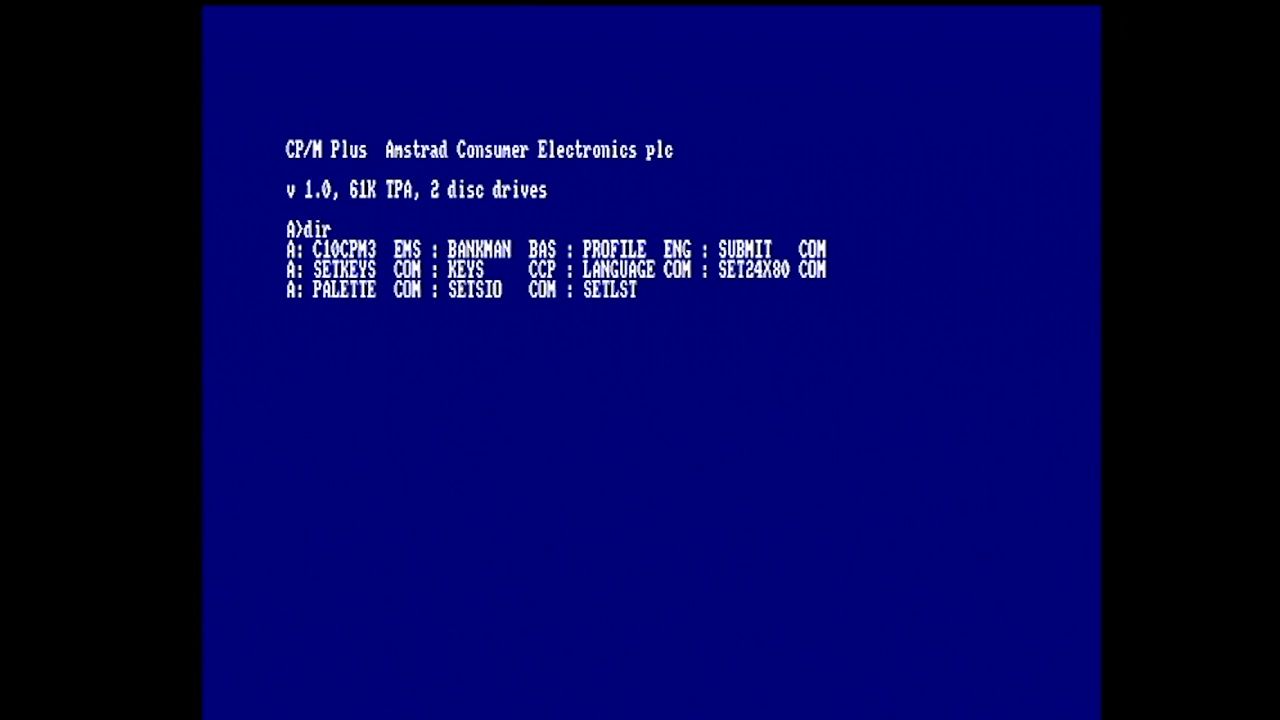 CP/M Plus  Amstrad Consumer Electronics plc
v 1.0, 61K TPA, 2 disc drives
A>dir
A: C10CPM3  EMS : BANKMAN  BAS : PROFILE  ENG : SUBMIT   COM
A: SETKEYS  COM : KEYS     CCP : LANGUAGE COM : SET24X80 COM
A: PALETTE  COM : SETSIO   COM : SETLST